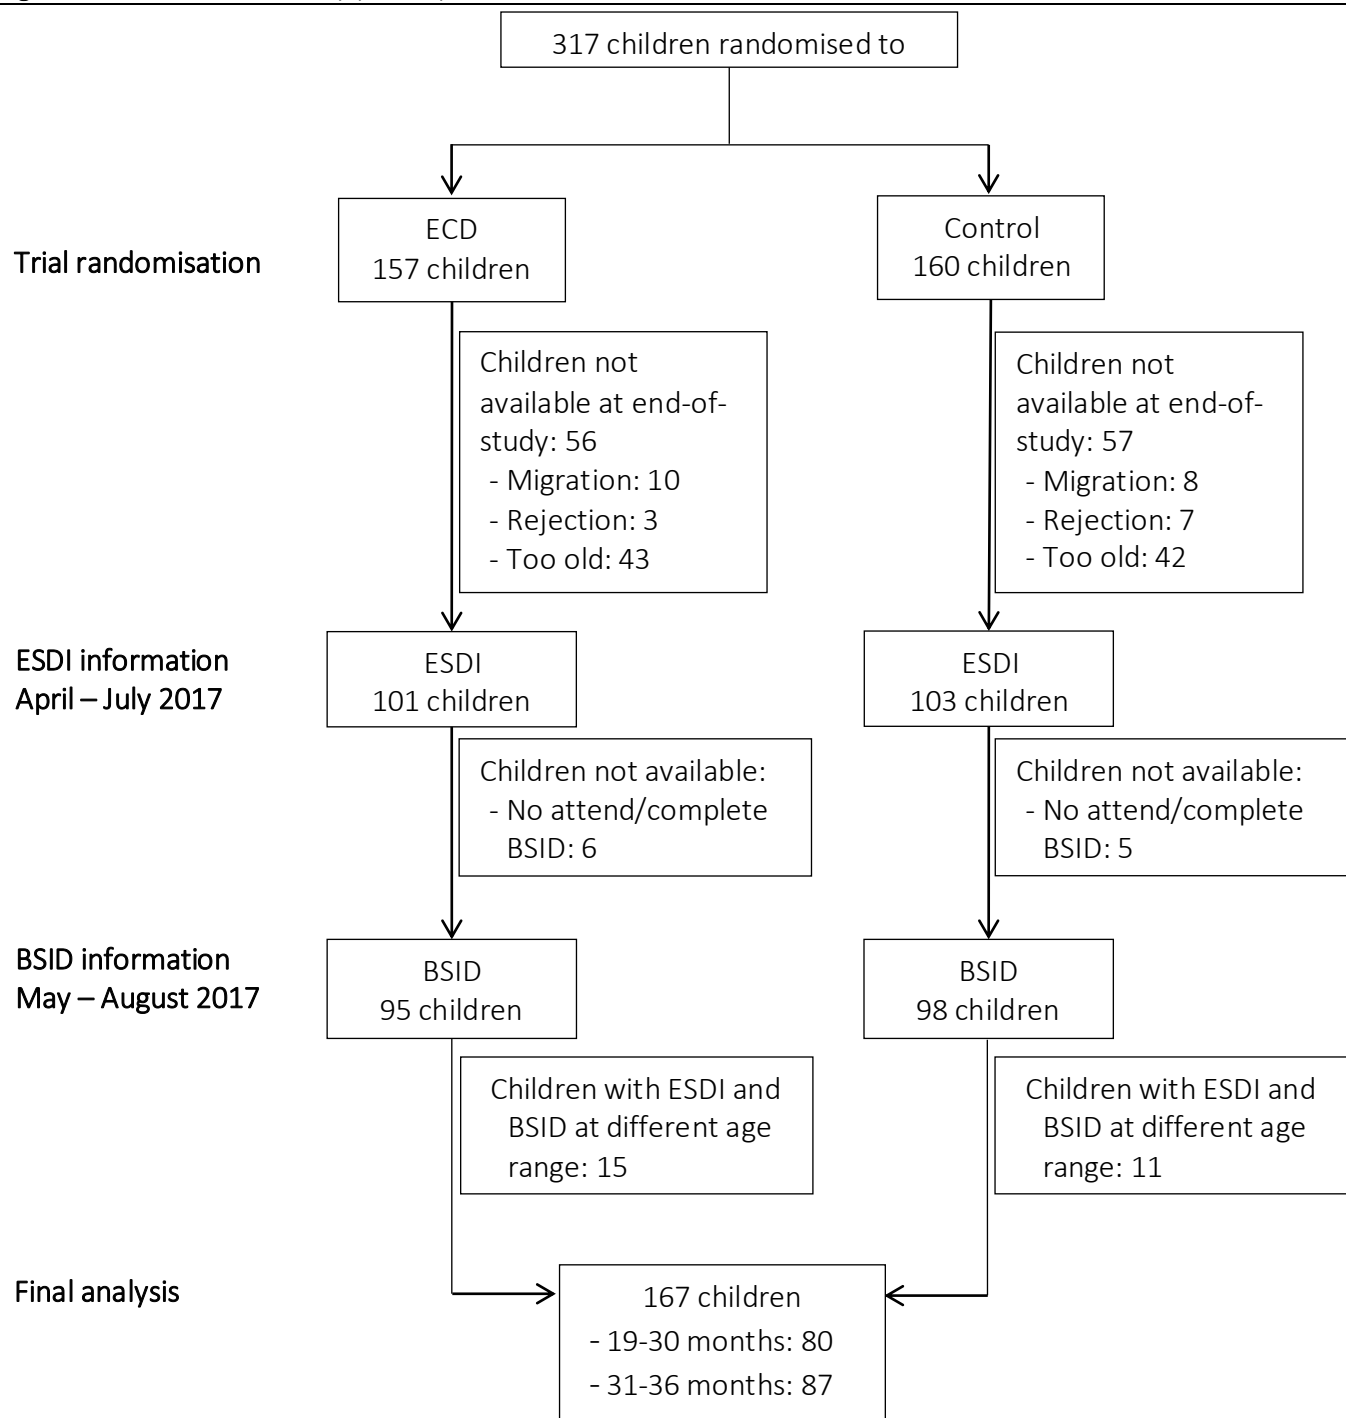 317 children randomised to
Trial randomisation
ECD
157 children
Control
160 children
Children not
available at end-of-
study: 56
- Migration: 10
- Rejection: 3
- Too old: 43
Children not
available at end-of-
study: 57
- Migration: 8
- Rejection: 7
- Too old: 42
ESDI information
April – July 2017
ESDI
101 children
ESDI
103 children
Children not available:
- No attend/complete
BSID: 6
Children not available:
- No attend/complete
BSID: 5
BSID information
May – August 2017
BSID
95 children
BSID
98 children
Children with ESDI and
BSID at different age
range: 15
Children with ESDI and
BSID at different age
range: 11
Final analysis
167 children
- 19-30 months: 80
- 31-36 months: 87